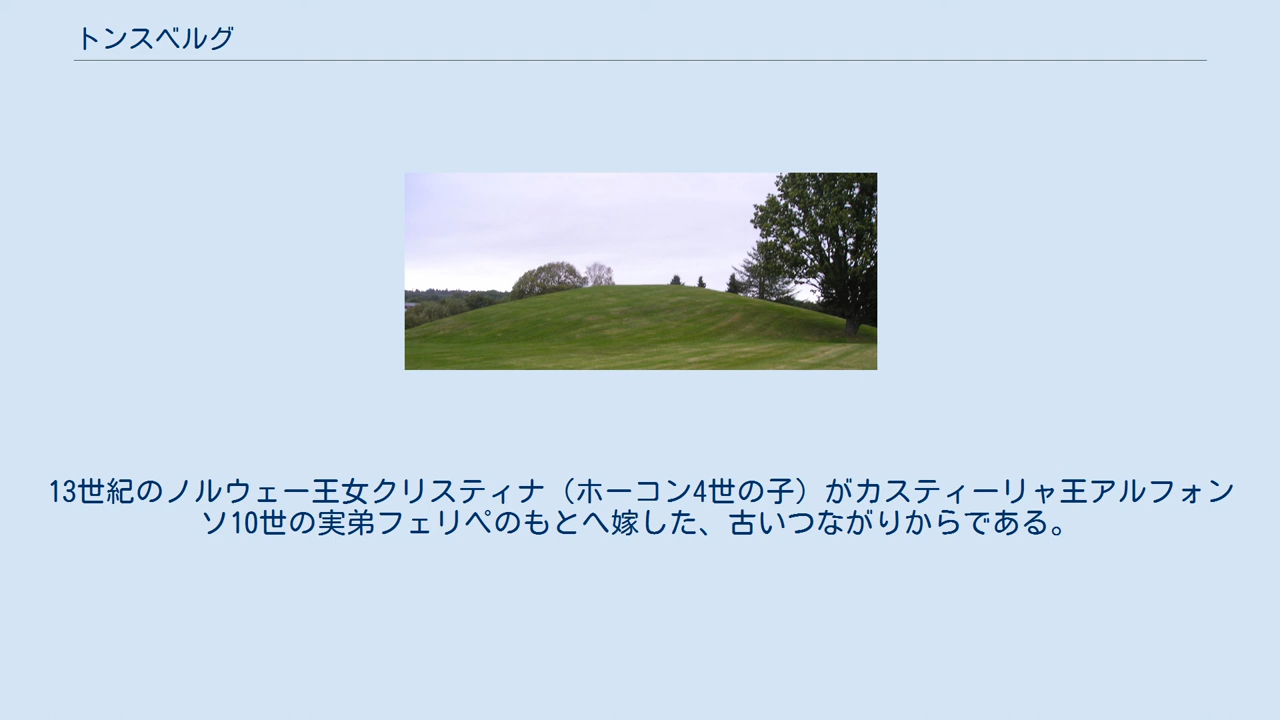 トンスベルグ
13世紀のノルウェー王女クリスティナ（ホーコン4世の子）がカスティーリャ王アルフォン
ソ10世の実弟フェリペのもとへ嫁した、古いつながりからである。